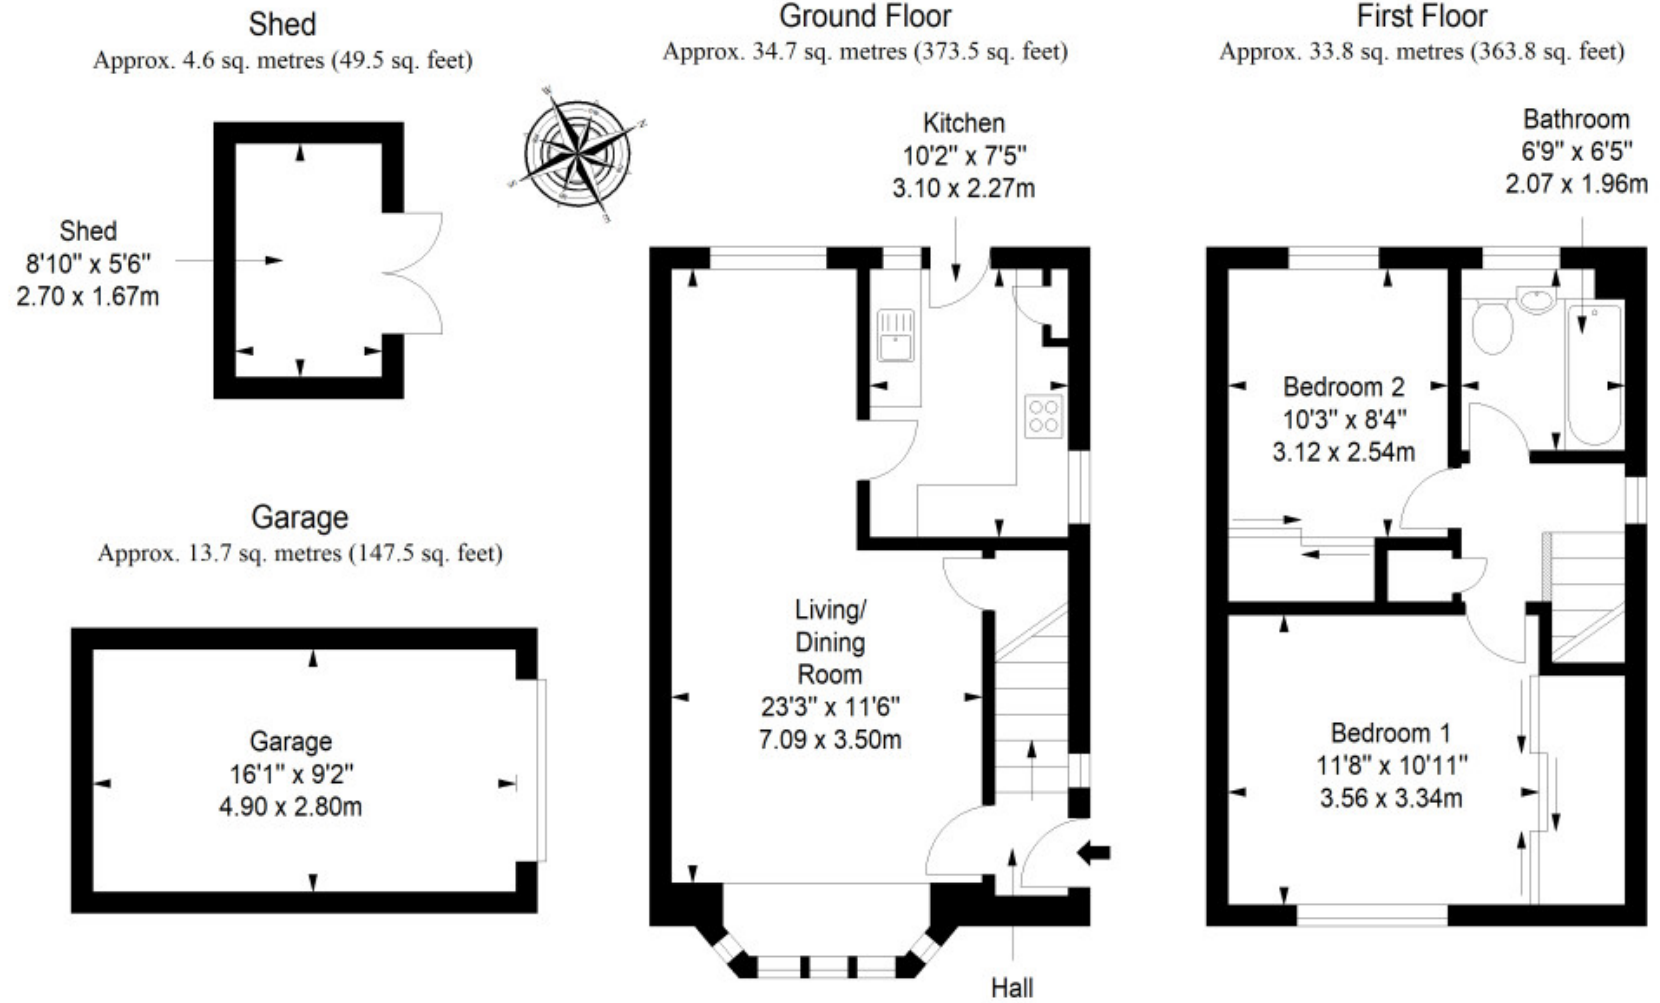 Shed
Approx. 4.6 sq. metres (49.5 sq. feet)
Shed
8'10" x 5'6"
2.70 x 1.67m
W
N
S
E
Garage
Approx. 13.7 sq. metres (147.5 sq. feet)
Garage
16'1" x 9'2"
4.90 x 2.80m
Ground Floor
Approx. 34.7 sq. metres (373.5 sq. feet)
Kitchen
10'2" x 7'5"
3.10 x 2.27m
Living/
Dining
Room
23'3" x 11'6"
7.09 x 3.50m
Hall
First Floor
Approx. 33.8 sq. metres (363.8 sq. feet)
Bathroom
6'9" x 6'5"
2.07 x 1.96m
Bedroom 2
10'3" x 8'4"
3.12 x 2.54m
Bedroom 1
11'8" x 10'11"
3.56 x 3.34m